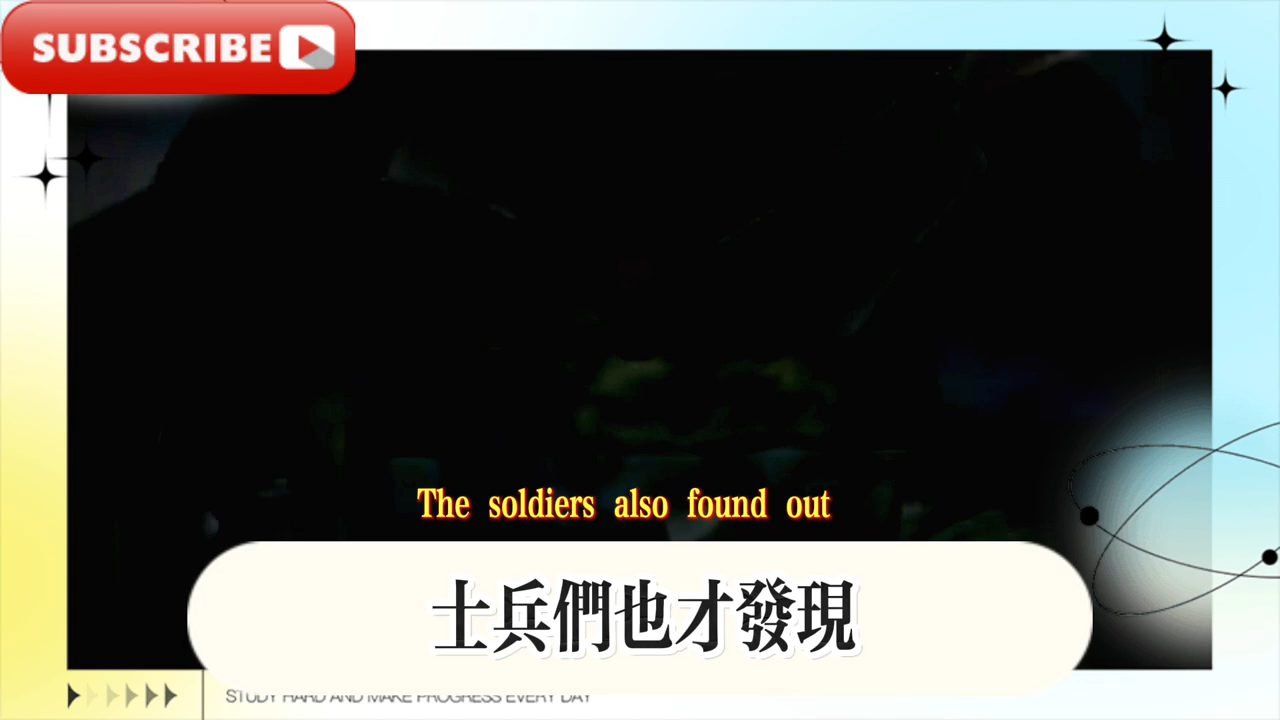 SUBSCRIBE
The soldiers also found out
士兵們也才發現
STUDY HARD AND MAKE PROGRESS EVERY DAY